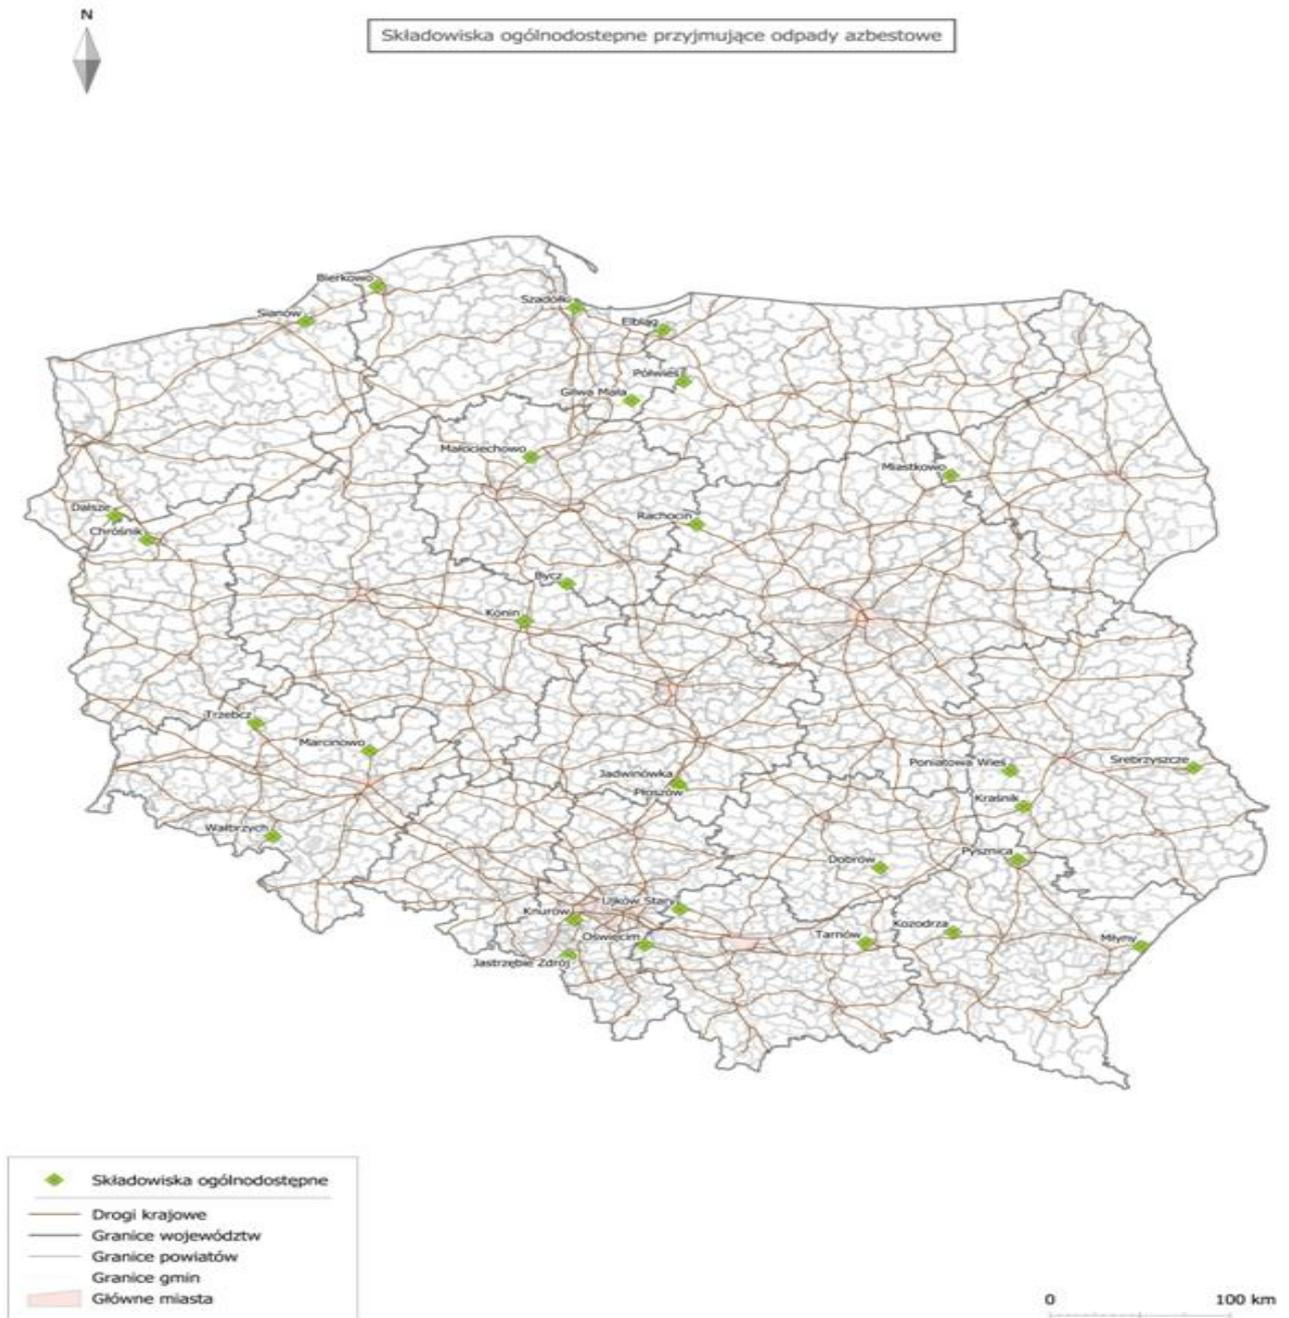 N
Składowiska ogólnodostepne przyjmujące odpady azbestowe
Bierkowo
Sianów
Szadółki
Elbląg
Półwieś
Gilwa Mała
Małociechowo
Miastkowo
Dalsze
Chróśnik
Rachocin
Bycz
Konin
Trzebcz
Marcinowo
Jadwinówka
Płoszów
Poniatowa Wieś
Srebrzyszcze
Kraśnik
Wałbrzych
Dobrów
Pysznica
Ujków Stary
Knurów
Oświęcim
Jastrzębie Zdrój
Tarnów
Kozodrza
Młyny
Składowiska ogólnodostępne
Drogi krajowe
Granice województw
Granice powiatów
Granice gmin
Główne miasta
0 100 km